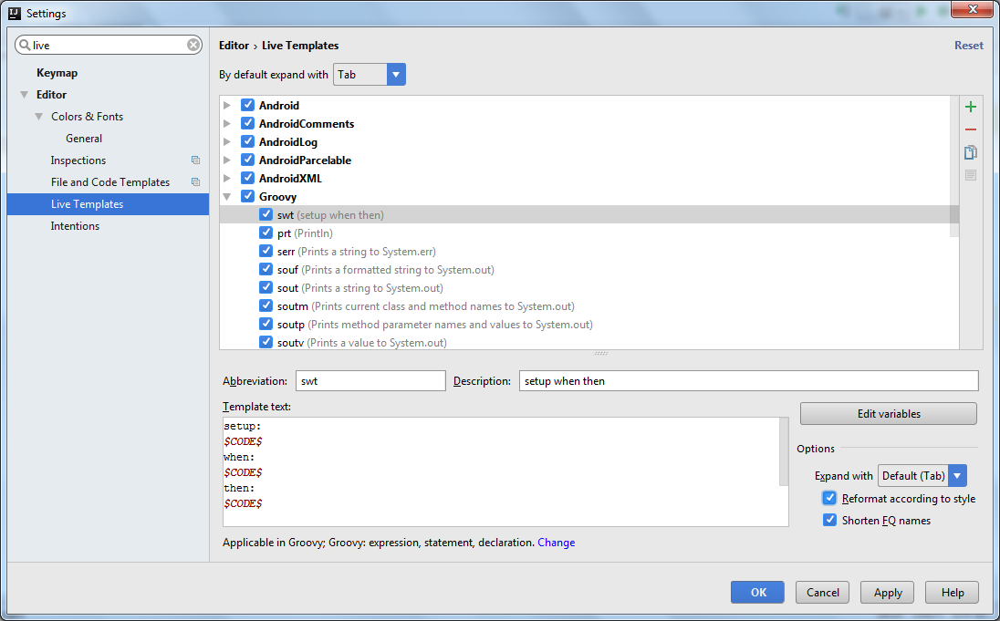 Settings
live
Keymap
Editor
Colors & Fonts
General
Inspections
File and Code Templates
Live Templates
Intentions
Editor › Live Templates
Reset
By default expand with Tab
Android
AndroidComments
AndroidLog
AndroidParcelable
AndroidXML
Groovy
swt (setup when then)
prt (Println)
serr (Prints a string to System.err)
souf (Prints a formatted string to System.out)
sout (Prints a string to System.out)
soutm (Prints current class and method names to System.out)
soutp (Prints method parameter names and values to System.out)
soutv (Prints a value to System.out)
Abbreviation: swt Description: setup when then
Template text:
setup:
$CODE$
when:
$CODE$
then:
$CODE$
Edit variables
Options
Expand with Default (Tab)
Reformat according to style
Shorten FQ names
Applicable in Groovy; Groovy: expression, statement, declaration. Change
OK Cancel Apply Help